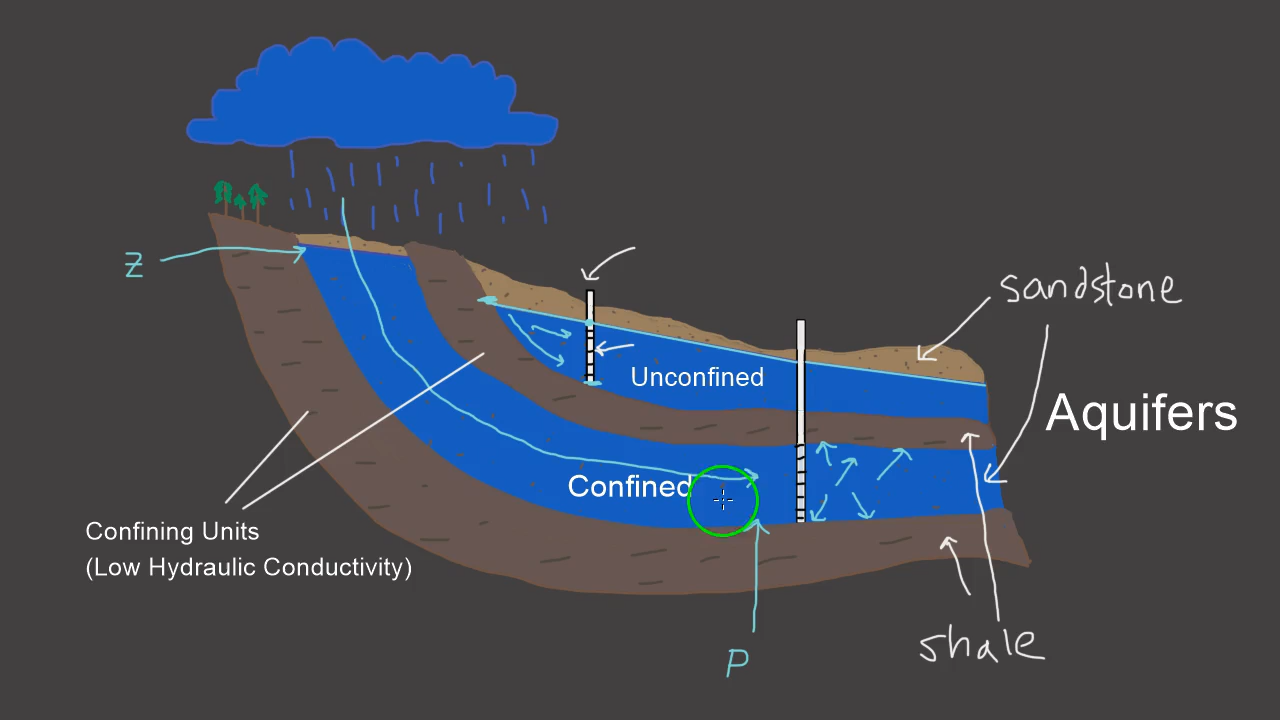 Z
sandstone
Unconfined
Aquifers
Confined
Confining Units
(Low Hydraulic Conductivity)
shale
P